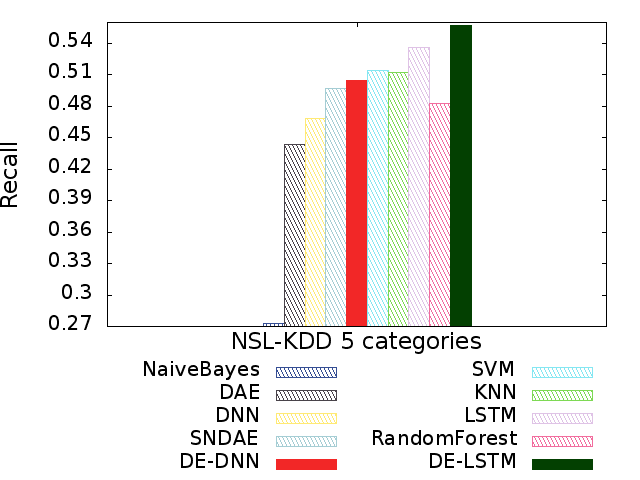 0.54
0.51
0.48
0.45
0.42
0.39
0.36
0.33
0.3
0.27
Recall
NSL-KDD 5 categories
NaiveBayes
DAE
DNN
SNDAE
DE-DNN
SVM
KNN
LSTM
RandomForest
DE-LSTM